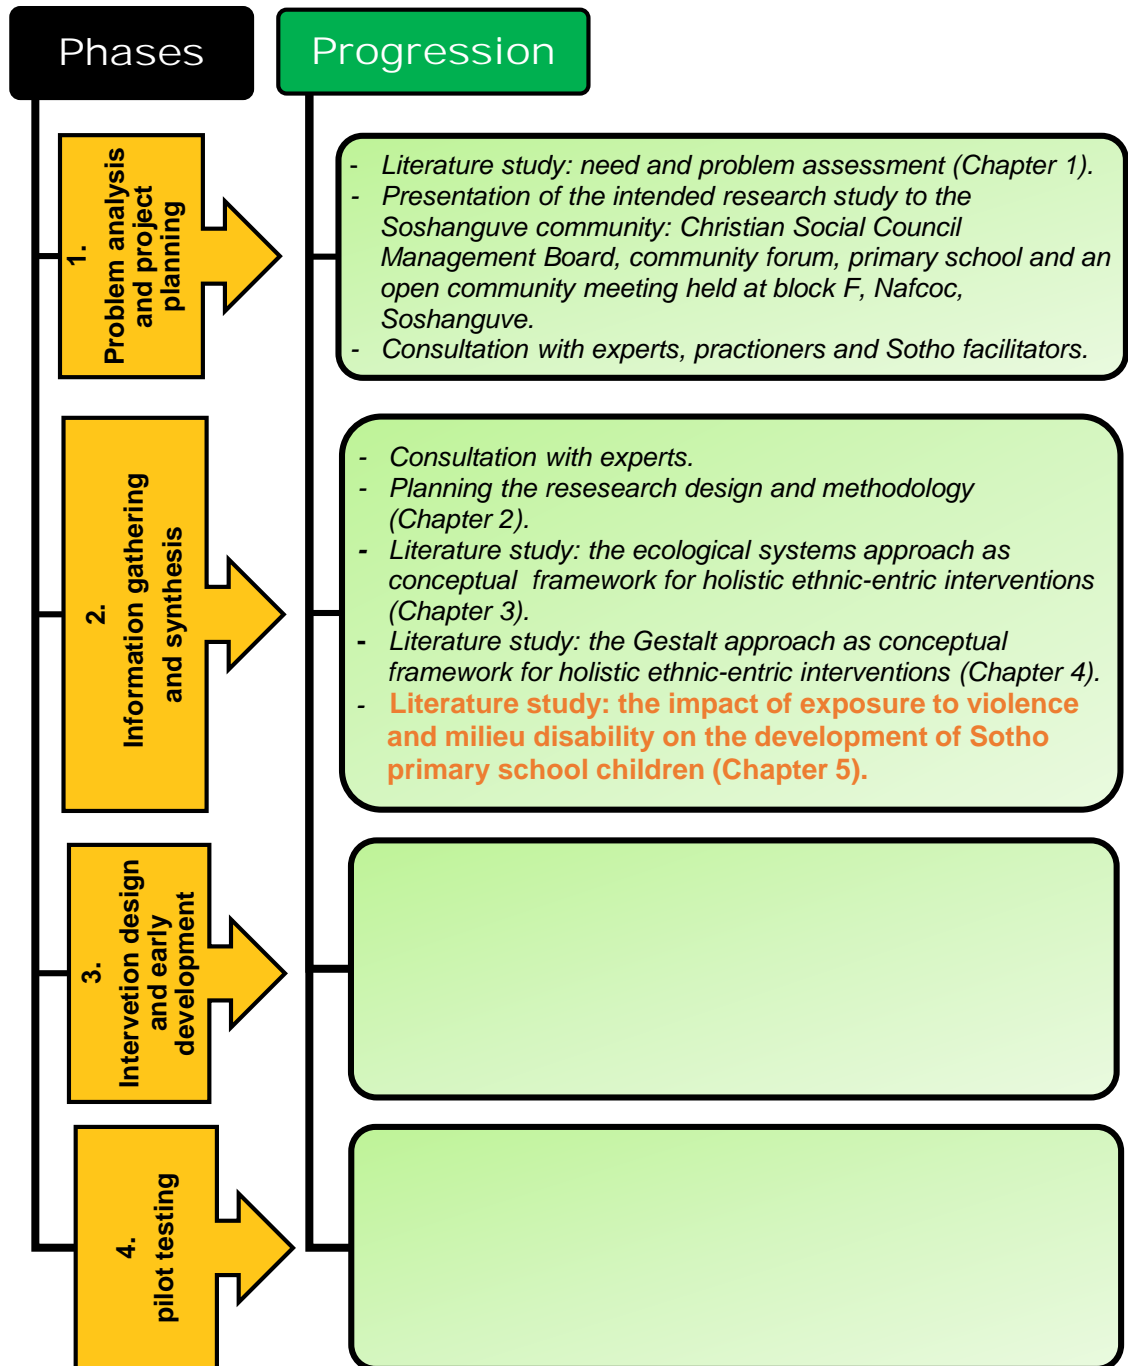 Phases
Progression
1.
Problem analysis
and project
planning
- Literature study: need and problem assessment (Chapter 1).
- Presentation of the intended research study to the
Soshanguve community: Christian Social Council
Management Board, community forum, primary school and an
open community meeting held at block F, Nafcoc,
Soshanguve.
- Consultation with experts, practioners and Sotho facilitators.
2.
Information gathering
and synthesis
- Consultation with experts.
- Planning the resesearch design and methodology
(Chapter 2).
- Literature study: the ecological systems approach as
conceptual framework for holistic ethnic-entric interventions
(Chapter 3).
- Literature study: the Gestalt approach as conceptual
framework for holistic ethnic-entric interventions (Chapter 4).
- Literature study: the impact of exposure to violence
and milieu disability on the development of Sotho
primary school children (Chapter 5).
3.
Intervetion design
and early
development
4.
pilot testing